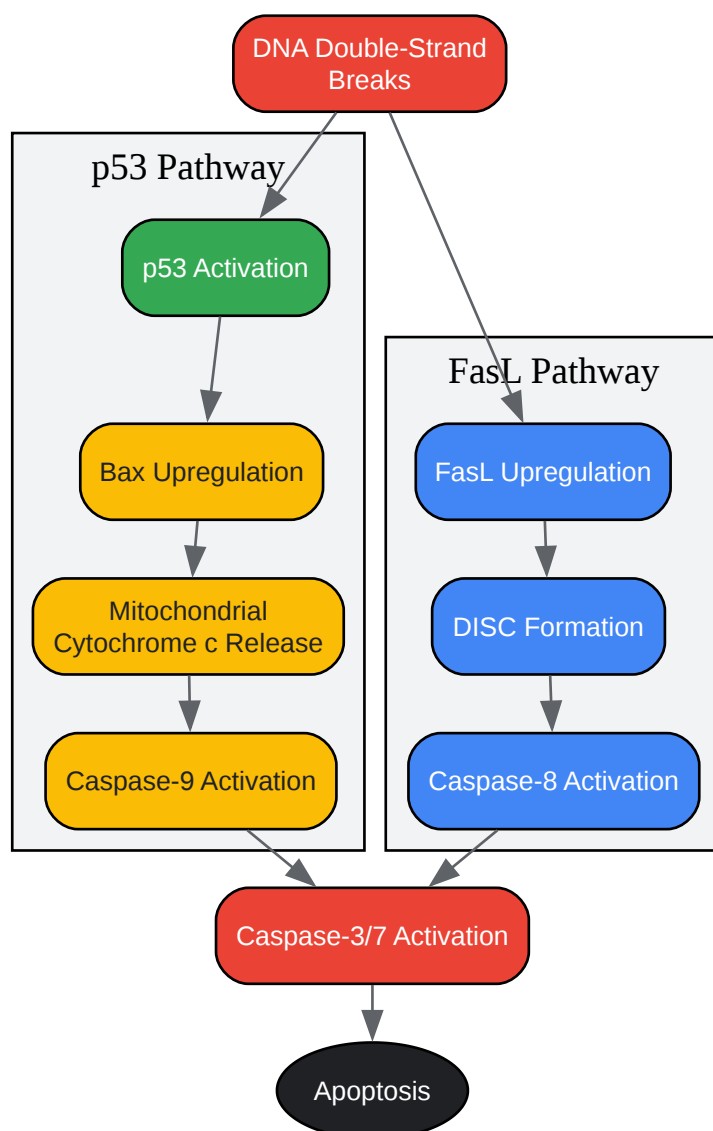 DNA Double-Strand
Breaks
p53 Pathway
p53 Activation
FasL Pathway
Bax Upregulation
FasL Upregulation
Mitochondrial
Cytochrome c Release
DISC Formation
Caspase-9 Activation
Caspase-8 Activation
Caspase-3/7 Activation
Apoptosis